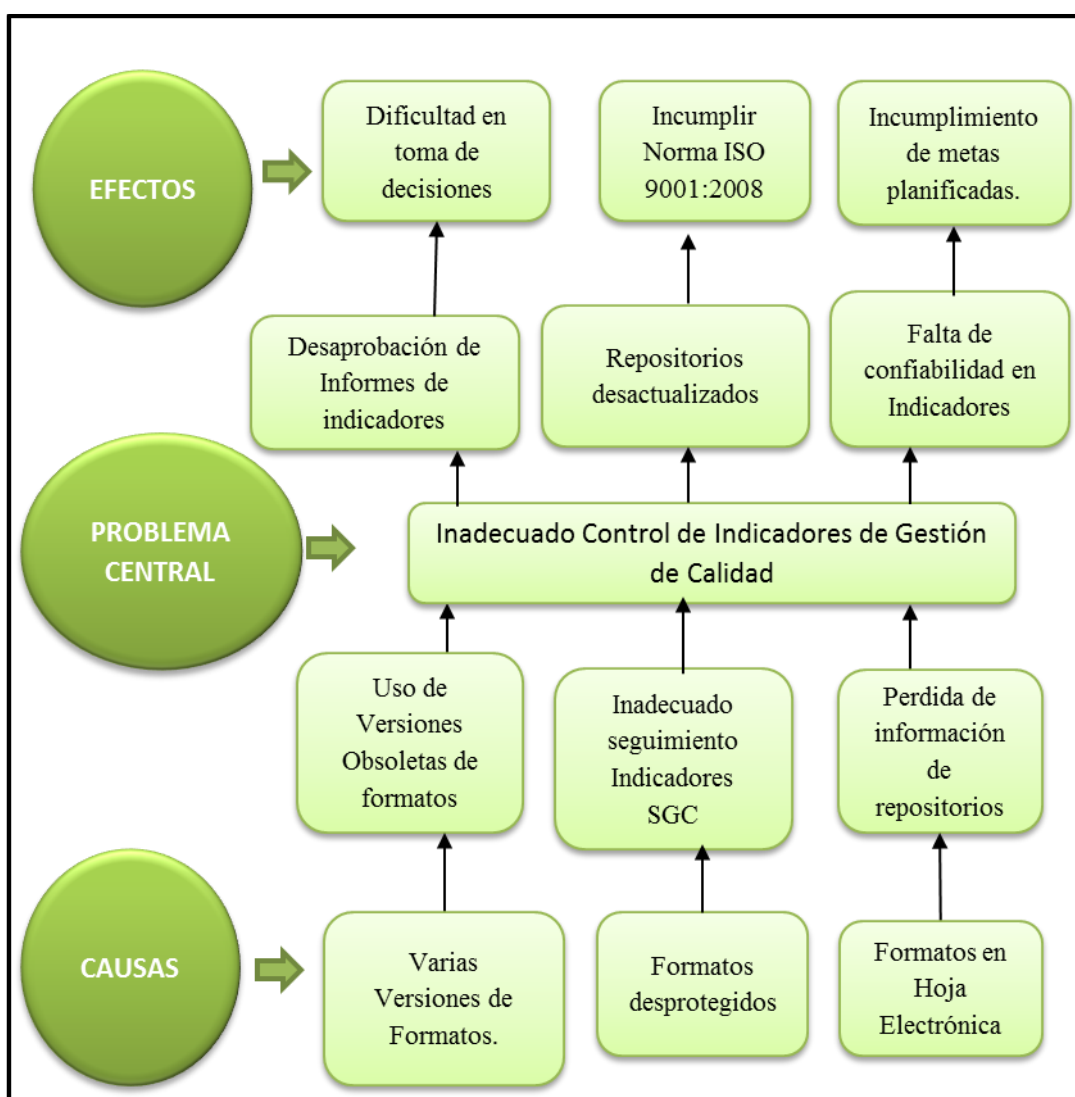 EFECTOS
Dificultad en
toma de
decisiones
Incumplir
Norma ISO
9001:2008
Incumplimiento
de metas
planificadas.
Desaprobación de
Informes de
indicadores
Repositorios
desactualizados
Falta de
confiabilidad en
Indicadores
PROBLEMA
CENTRAL
Inadecuado Control de Indicadores de Gestión
de Calidad
Uso de
Versiones
Obsoletas de
formatos
Inadecuado
seguimiento
Indicadores
SGC
Perdida de
información
de
repositorios
CAUSAS
Varias
Versiones de
Formatos.
Formatos
desprotegidos
Formatos en
Hoja
Electrónica